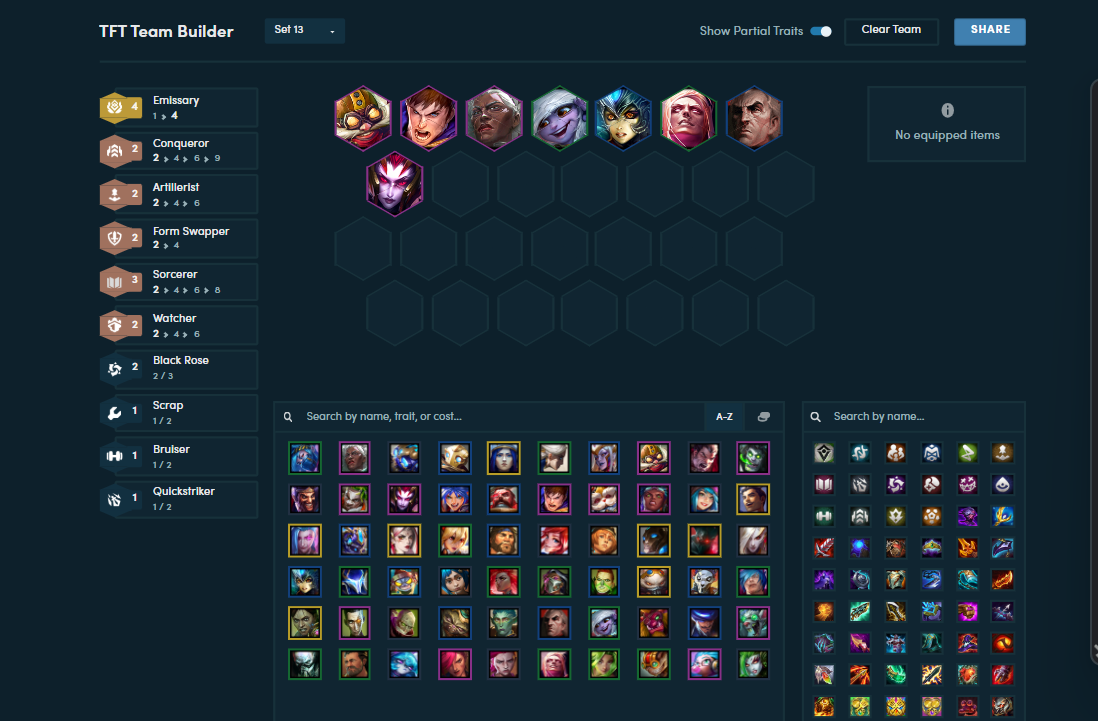 TFT Team Builder
Set 13
Show Partial Traits
Clear Team
SHARE
4
Emissary
1 4
2
Conqueror
2 4 6 9
2
Artillerist
2 4 6
2
Form Swapper
2 4
3
Sorcerer
2 4 6 8
2
Watcher
2 4 6
2
Black Rose
2 / 3
1
Scrap
1 / 2
1
Bruiser
1 / 2
1
Quickstriker
1 / 2
No equipped items
Search by name, trait, or cost...
A-Z
Search by name...